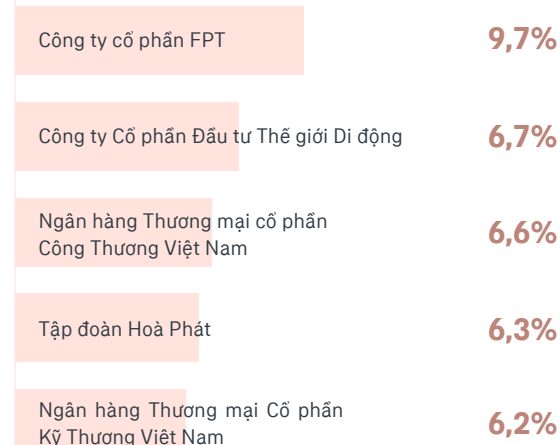 Công ty cổ phần FPT
9,7%
Công ty Cổ phần Đầu tư Thế giới Di động
6,7%
Ngân hàng Thương mại cổ phần
Công Thương Việt Nam
6,6%
Tập đoàn Hoà Phát
6,3%
Ngân hàng Thương mại Cổ phần
Kỹ Thương Việt Nam
6,2%